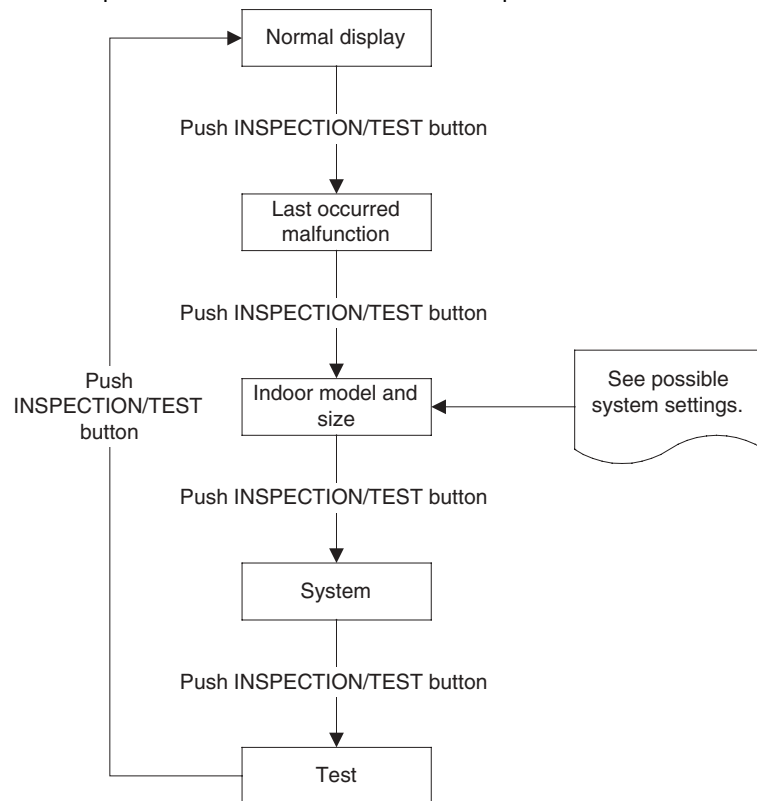 Normal display
Push INSPECTION/TEST button
Last occurred
malfunction
Push INSPECTION/TEST button
Indoor model and
size
See possible
system settings.
Push
INSPECTION/TEST
button
Push INSPECTION/TEST button
System
Push INSPECTION/TEST button
Test